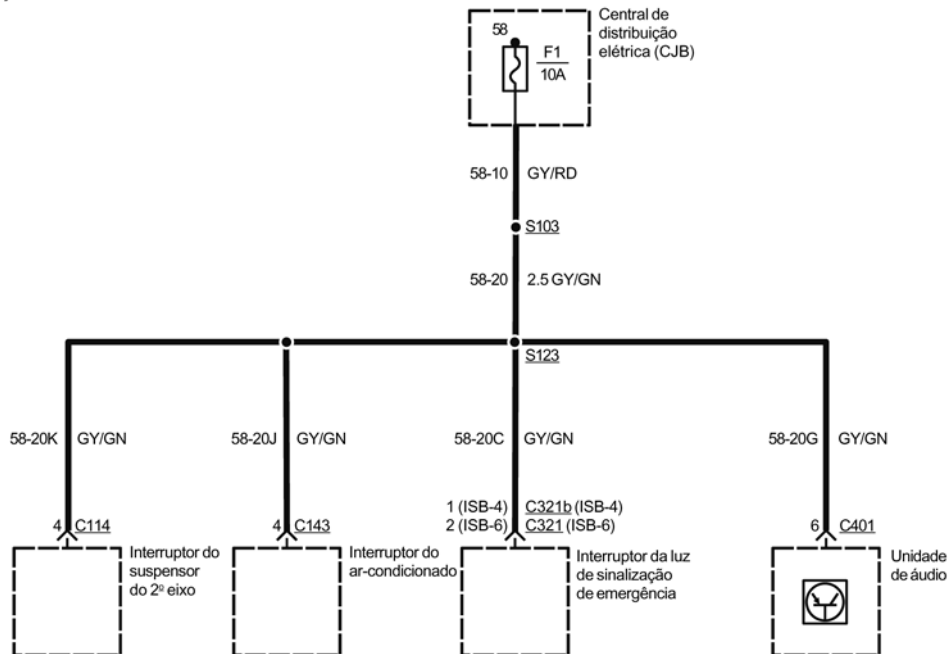 Central de
distribuição
elétrica (CJB)
58
F1
10A
58-10 GY/RD
S103
58-20 2.5 GY/GN
S123
58-20K GY/GN
58-20J GY/GN
58-20C GY/GN
58-20G GY/GN
4 C114
4 C143
1 (ISB-4) C321b (ISB-4)
2 (ISB-6) C321 (ISB-6)
6 C401
Interruptor do
suspensor
do 2º eixo
Interruptor do
ar-condicionado
Interruptor da luz
de sinalização
de emergência
Unidade
de áudio